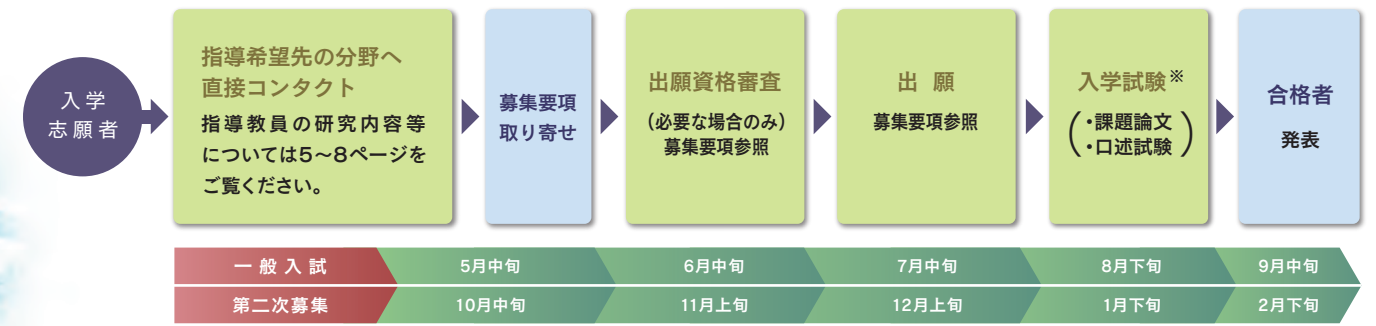 入学
志願者
指導希望先の分野へ
直接コンタクト
指導教員の研究内容等
については5〜8ページを
ご覧ください。
募集要項
取り寄せ
出願資格審査
（必要な場合のみ）
募集要項参照
出 願
募集要項参照
入学試験※
（・課題論文
・口述試験）
合格者
発表
一般入試 5月中旬 6月中旬 7月中旬 8月下旬 9月中旬
第二次募集 10月中旬 11月上旬 12月上旬 1月下旬 2月下旬